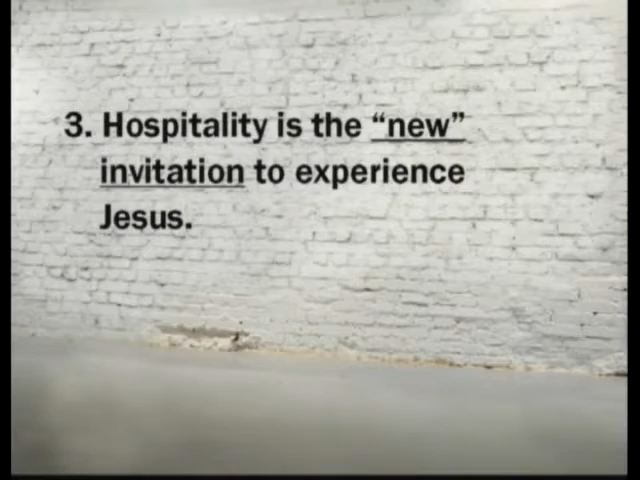 3. Hospitality is the “new”
invitation to experience
Jesus.